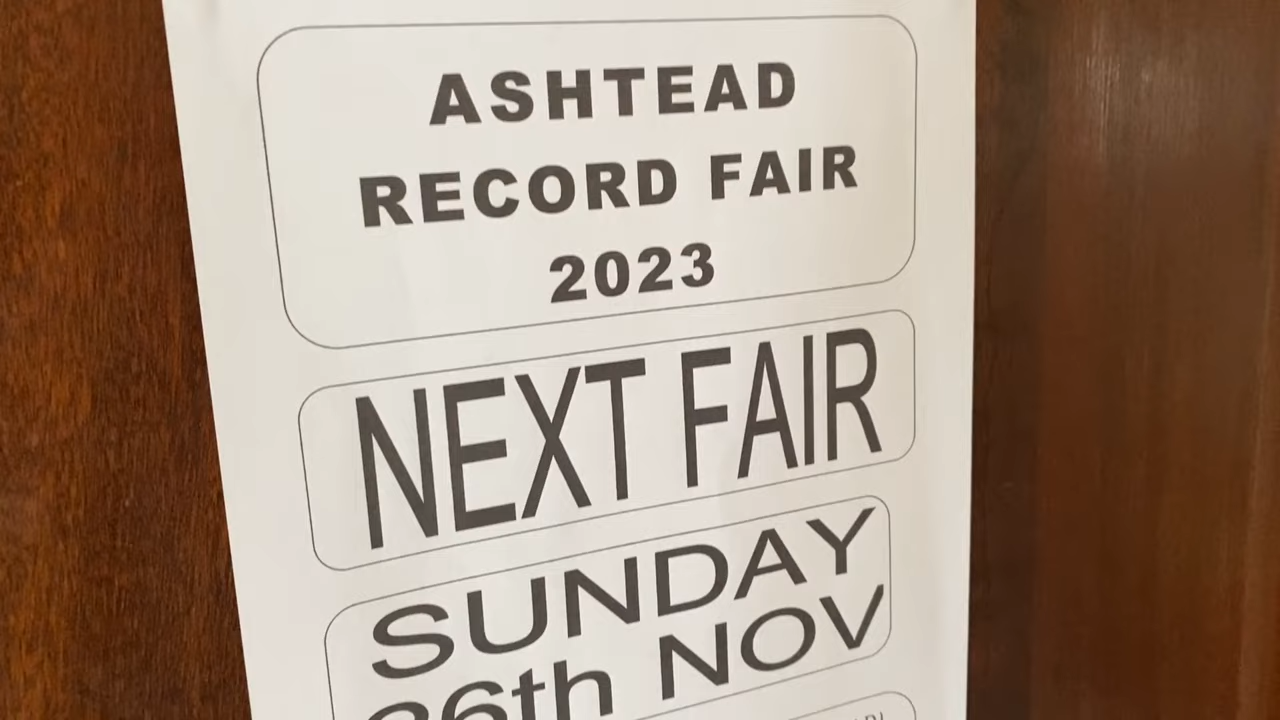 ASHTEAD
RECORD FAIR
2023
NEXT FAIR
SUNDAY
26th NOV